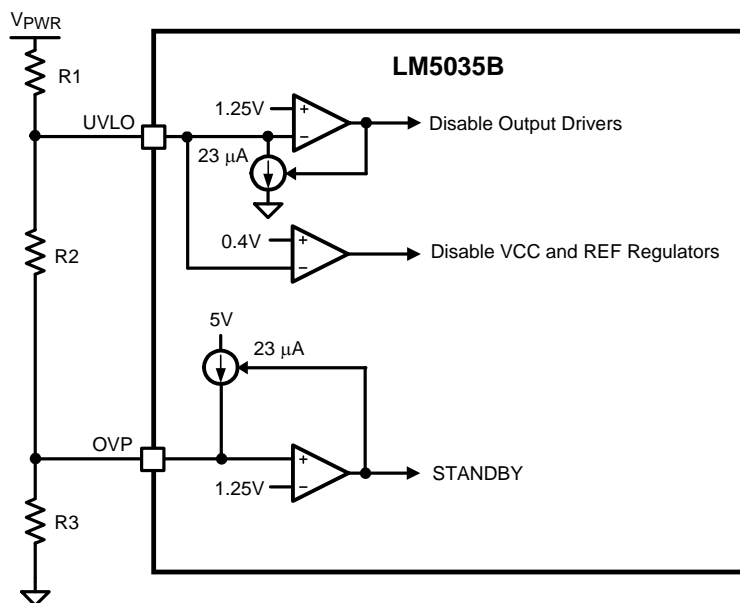 VPWR
R1
LM5035B
1.25V
+
−
UVLO
Disable Output Drivers
23 μA
0.4V
+
−
Disable VCC and REF Regulators
R2
5V
23 μA
OVP
+
−
1.25V
STANDBY
R3